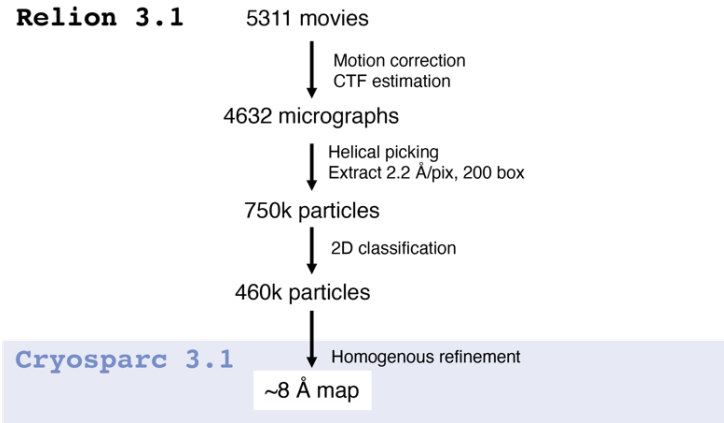 Relion 3.1
5311 movies
Motion correction
CTF estimation
4632 micrographs
Helical picking
Extract 2.2 Å/pix, 200 box
750k particles
2D classification
460k particles
Cryosparc 3.1
Homogenous refinement
~8 Å map